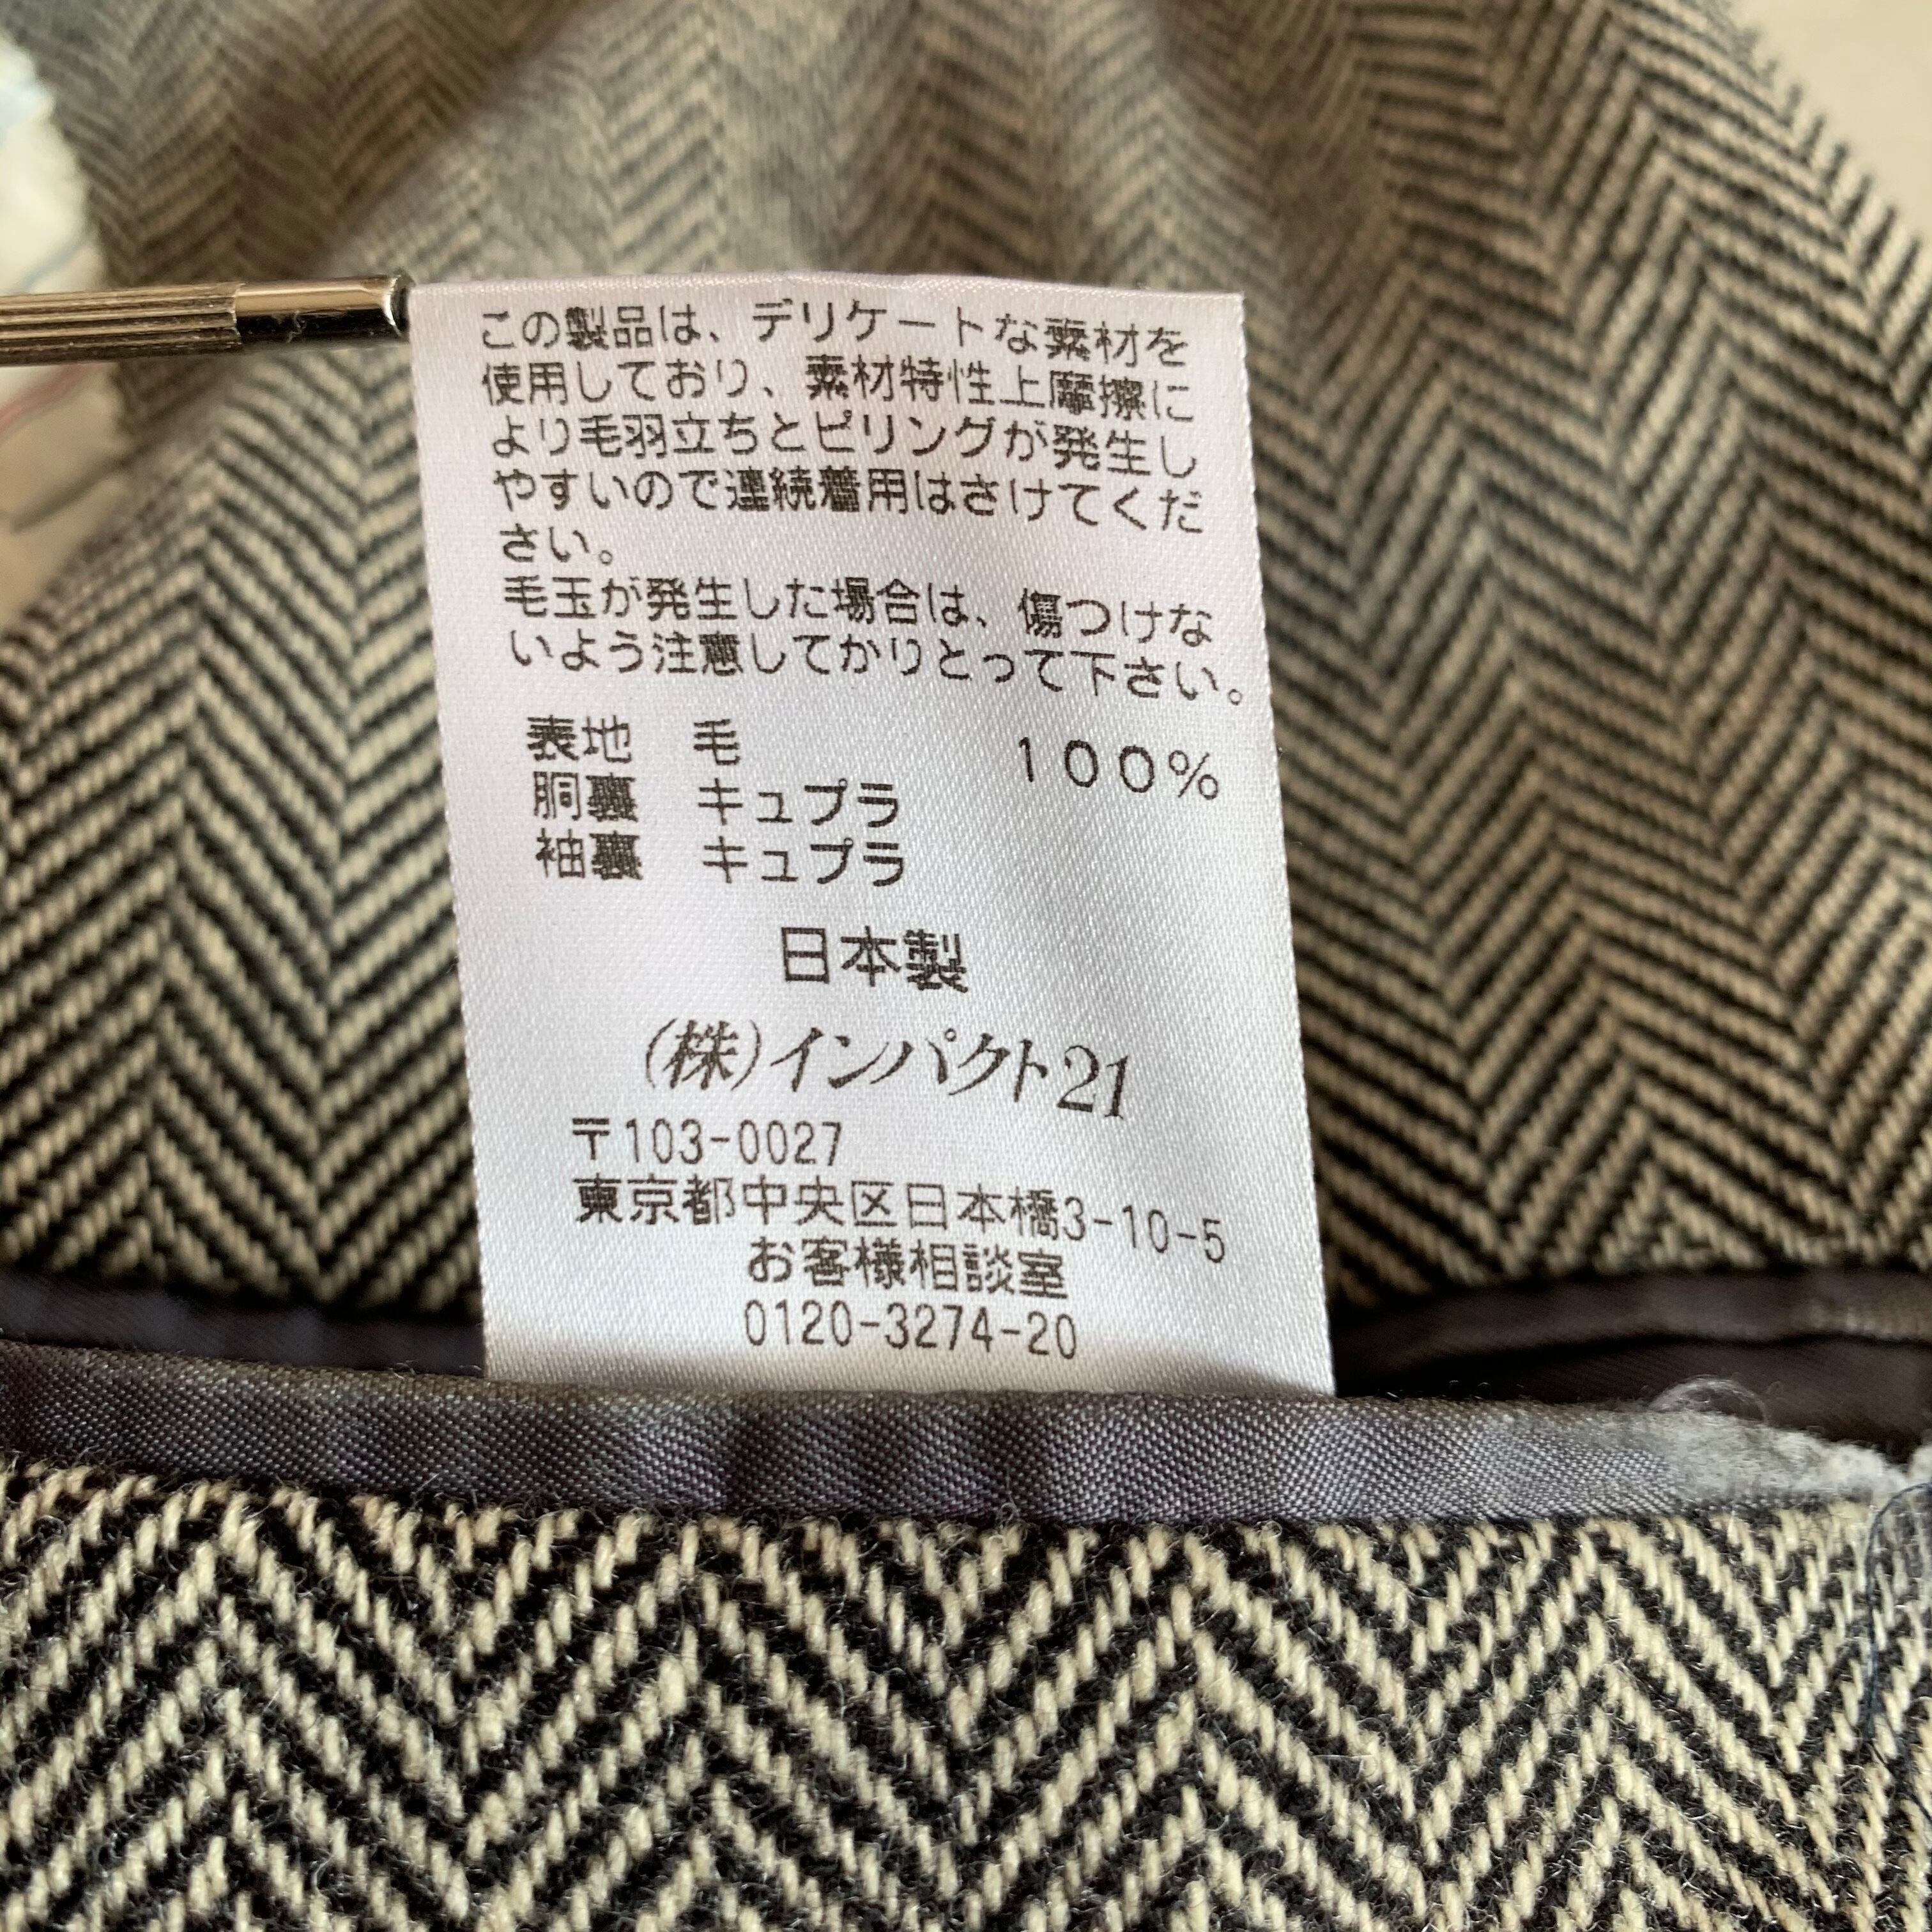 この製品は、デリケートな素材を
使用しており、素材特性上摩擦に
より毛羽立ちとピリングが発生し
やすいので連続着用はさけてくだ
さい。
毛玉が発生した場合は、傷つけな
いよう注意してかりとって下さい。
表地　毛　100%
胴裏　キュプラ
袖裏　キュプラ
日本製
(株)インパクト21
〒103-0027
東京都中央区日本橋3-10-5
お客様相談室
0120-3274-20